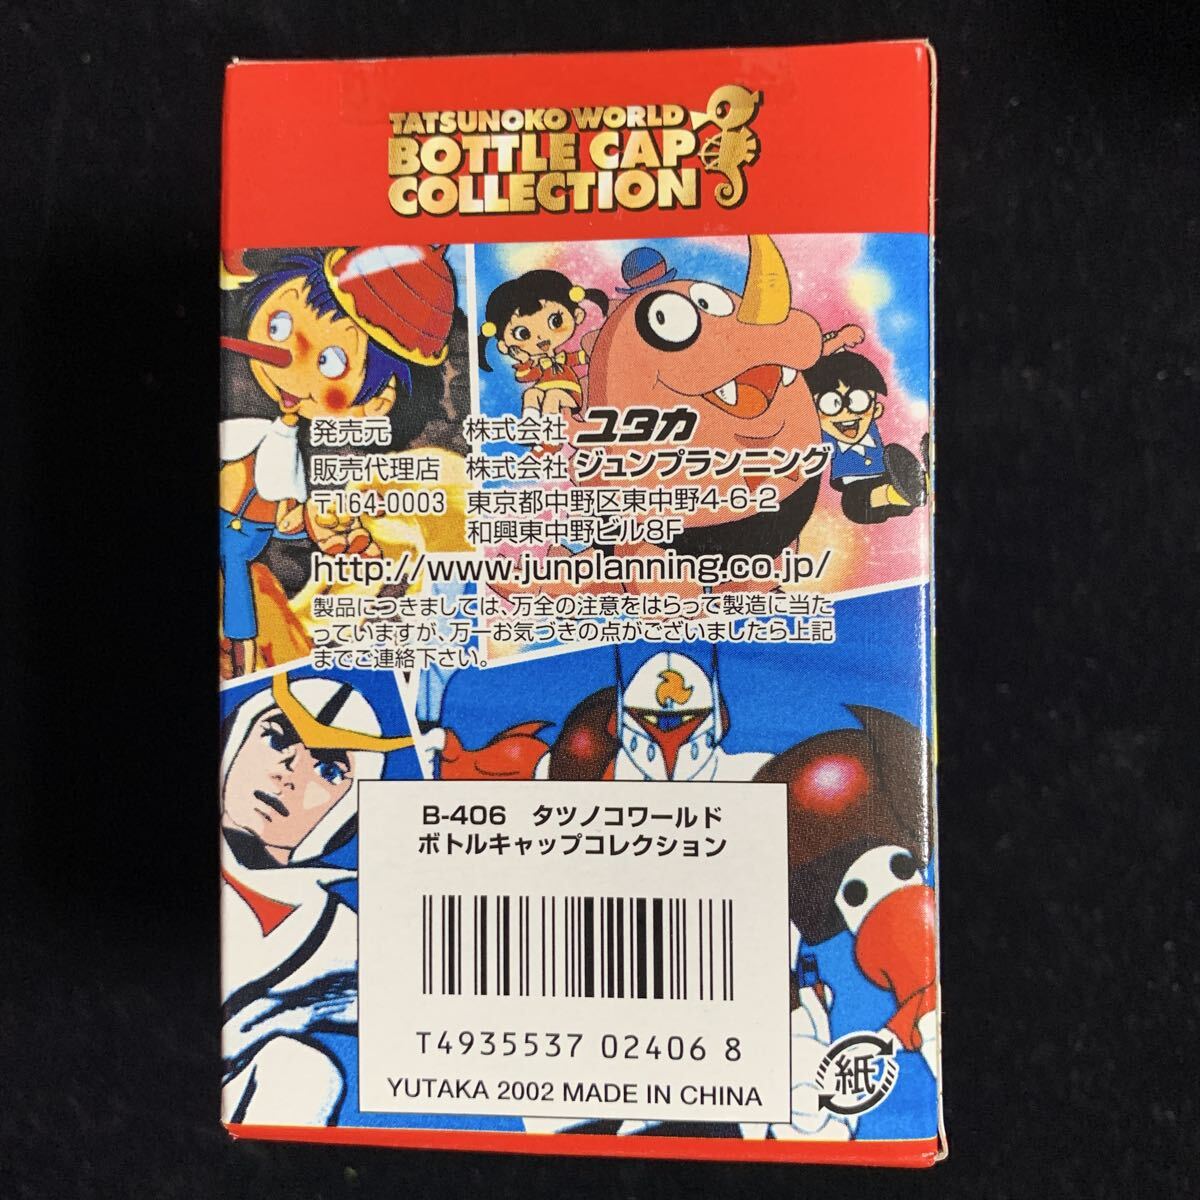 TATSUNOKO WORLD
BOTTLE CAP
COLLECTION
発売元 株式会社 ユタカ
販売代理店 株式会社 ジュンプランニング
〒164-0003 東京都中野区東中野4-6-2
和興東中野ビル8F
http://www.junplanning.co.jp/
製品につきましては、万全の注意をはらって製造に当た
っていますが、万一お気づきの点がございましたら上記
までご連絡下さい。
B-406 タツノコワールド
ボトルキャップコレクション
T4935537 02406 8
YUTAKA 2002 MADE IN CHINA
紙